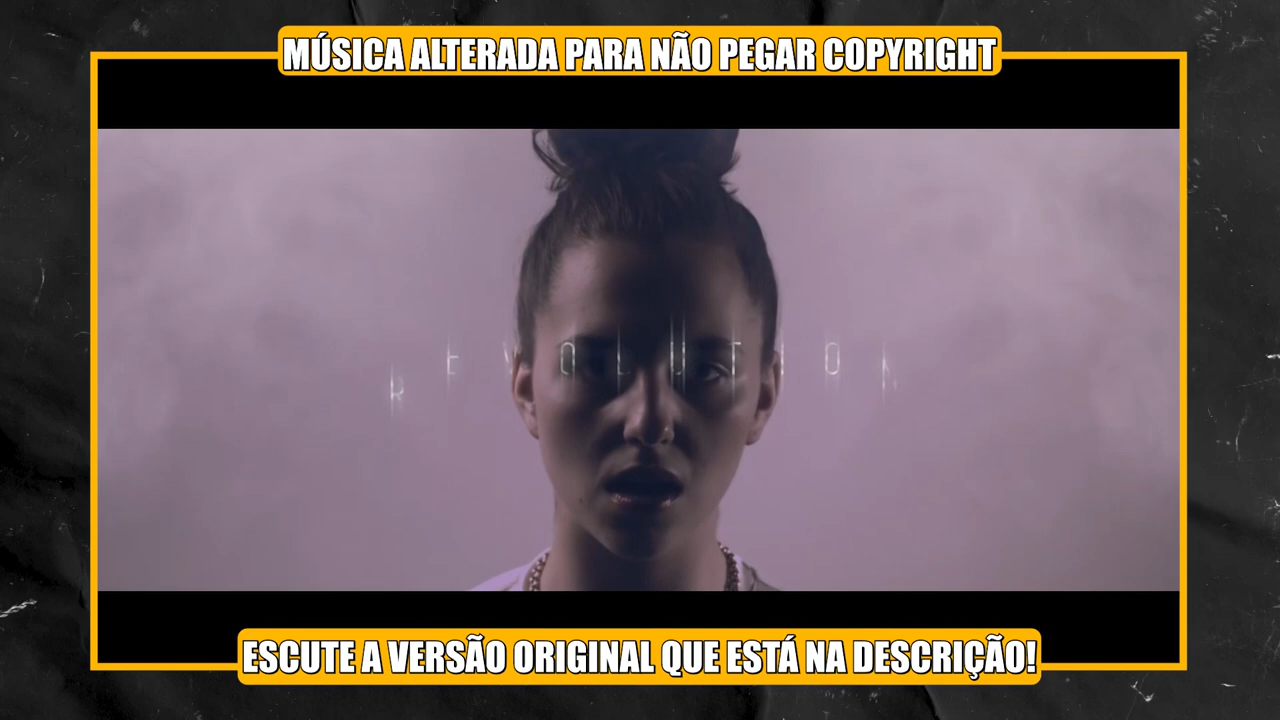 MÚSICA ALTERADA PARA NÃO PEGAR COPYRIGHT
REVOLUTION
ESCUTE A VERSÃO ORIGINAL QUE ESTÁ NA DESCRIÇÃO!